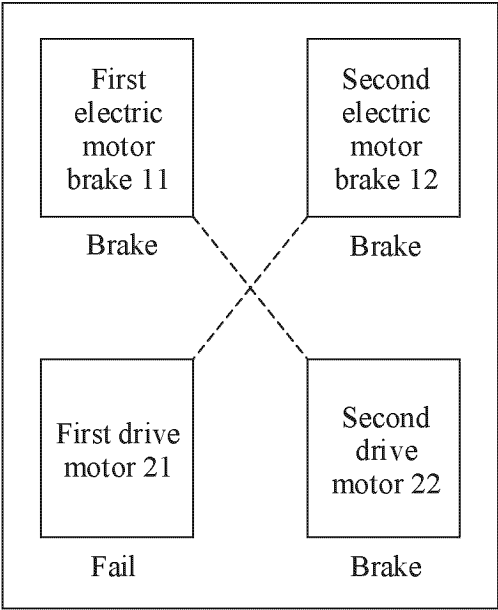 First
electric
motor
brake 11
Brake
Second
electric
motor
brake 12
Brake
First drive
motor 21
Fail
Second
drive
motor 22
Brake